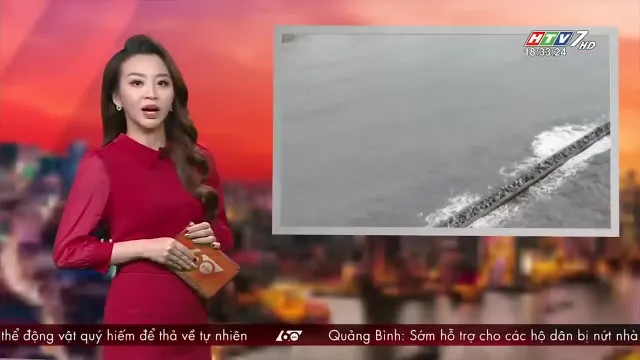 HTV7 HD
18:33:24
thể động vật quý hiếm để thả về tự nhiên 60 Quảng Bình: Sớm hỗ trợ cho các hộ dân bị nứt nhà